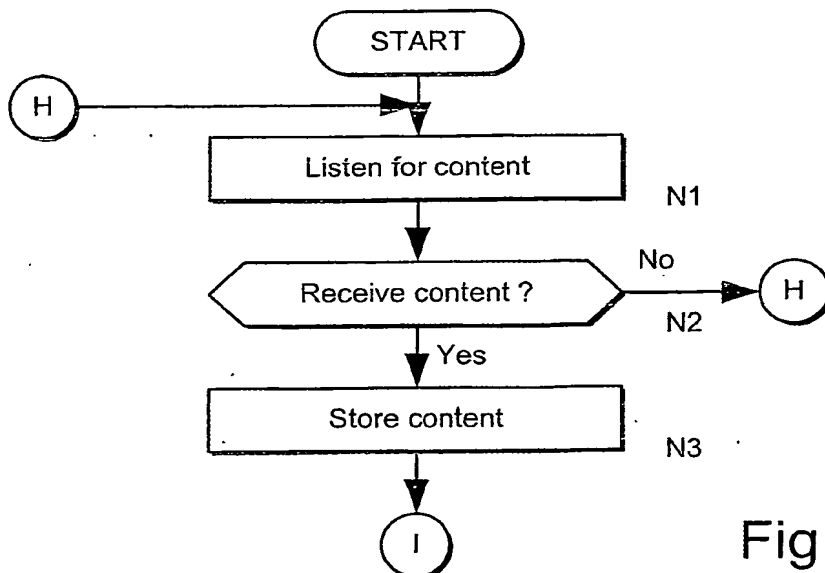 START
H
Listen for content
N1
No
Receive content ?
H
N2
Yes
Store content
N3
I
Fig